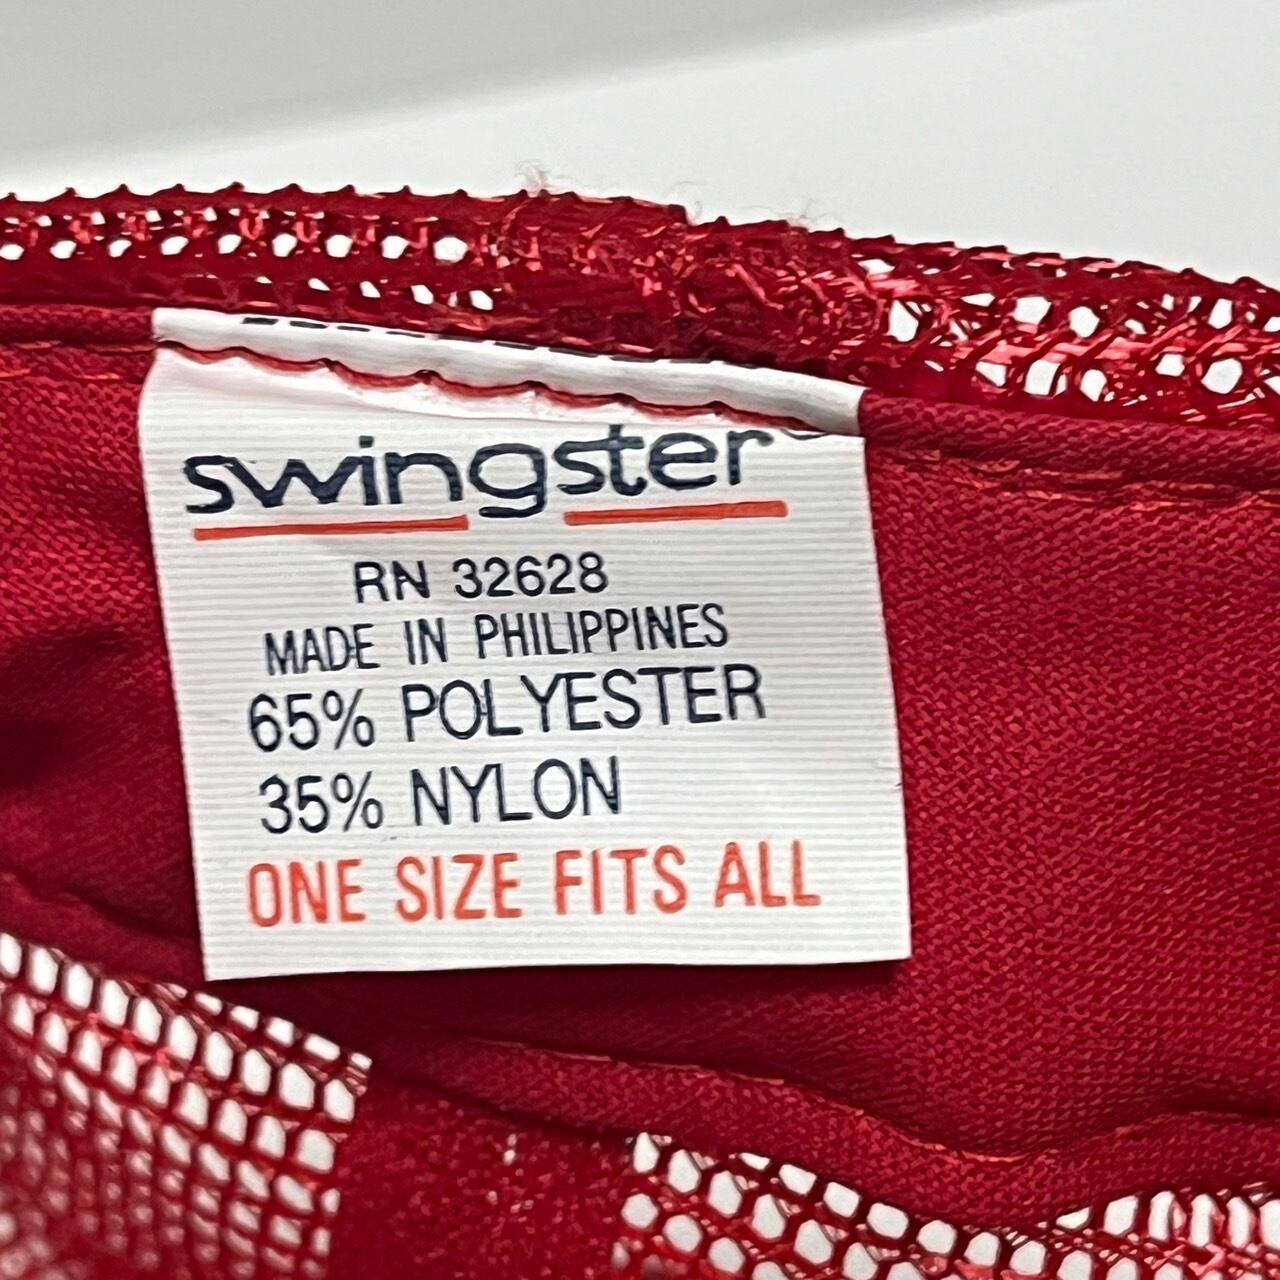 swingster
RN 32628
MADE IN PHILIPPINES
65% POLYESTER
35% NYLON
ONE SIZE FITS ALL